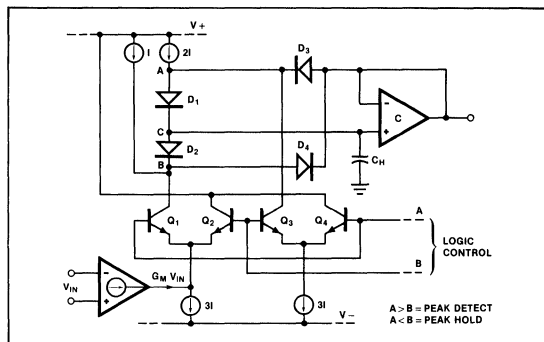 V+
I
2I
D3
A
D1
C
C
D2
D4
CH
B
Q1
Q2
Q3
Q4
A
LOGIC CONTROL
B
VIN
GM VIN
3I
3I
V−
A>B = PEAK DETECT
A<B = PEAK HOLD